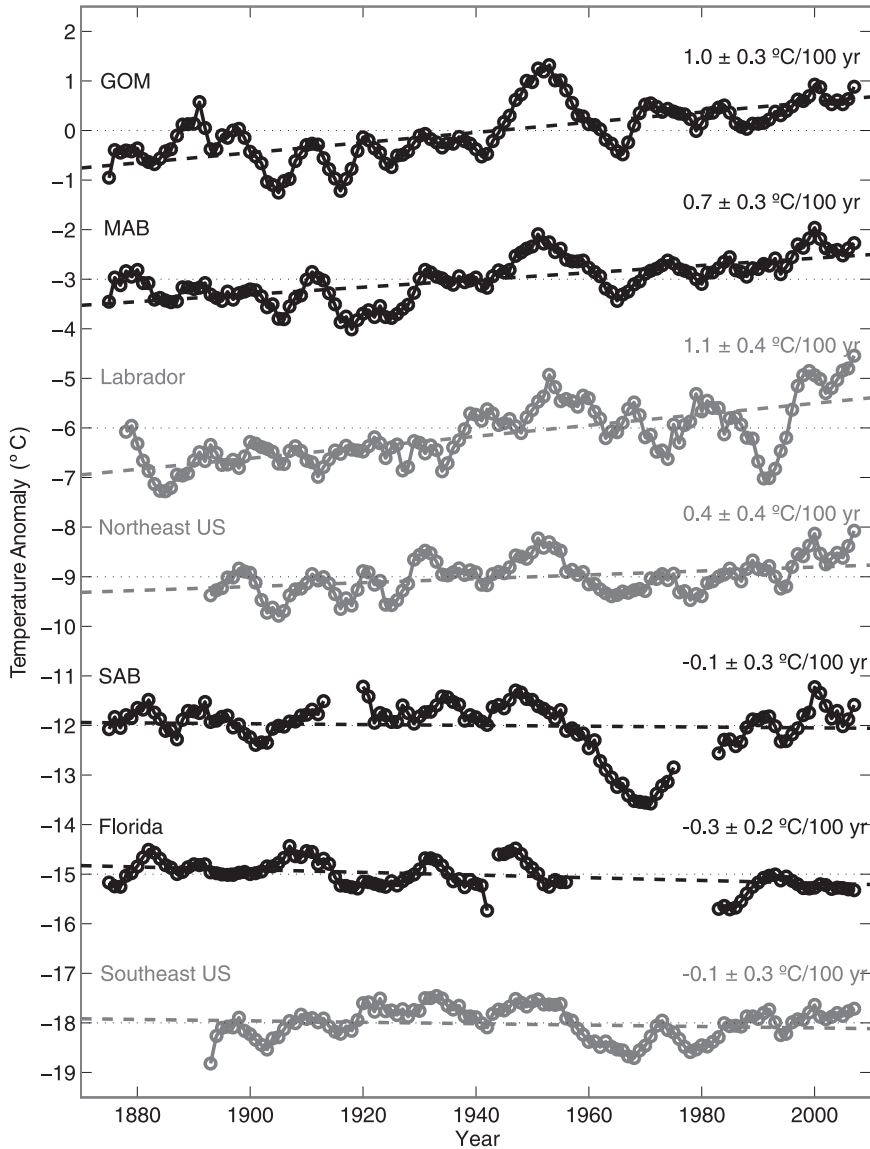 2
1
0
−1
−2
−3
−4
−5
−6
−7
−8
−9
−10
−11
−12
−13
−14
−15
−16
−17
−18
−19
Temperature Anomaly (° C)
GOM
1.0 ± 0.3 ºC/100 yr
MAB
0.7 ± 0.3 ºC/100 yr
Labrador
1.1 ± 0.4 ºC/100 yr
Northeast US
0.4 ± 0.4 ºC/100 yr
SAB
-0.1 ± 0.3 ºC/100 yr
Florida
-0.3 ± 0.2 ºC/100 yr
Southeast US
-0.1 ± 0.3 ºC/100 yr
1880 1900 1920 1940 1960 1980 2000
Year